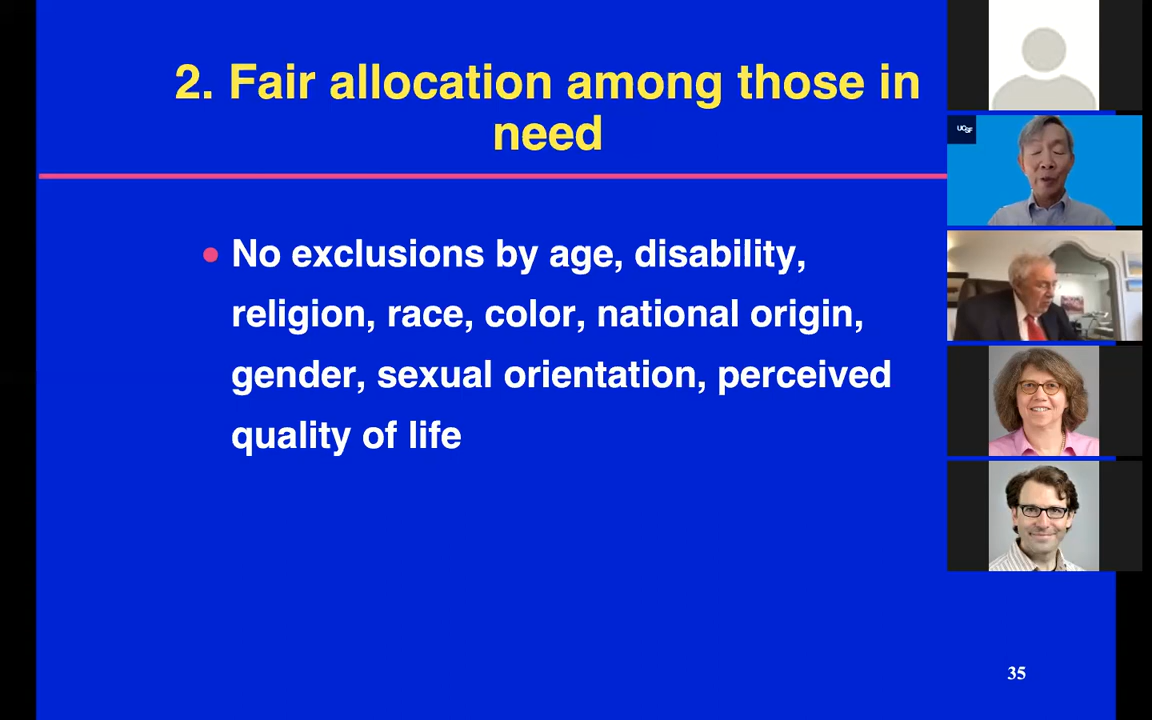 2. Fair allocation among those in
need
• No exclusions by age, disability,
religion, race, color, national origin,
gender, sexual orientation, perceived
quality of life
35
UCSF